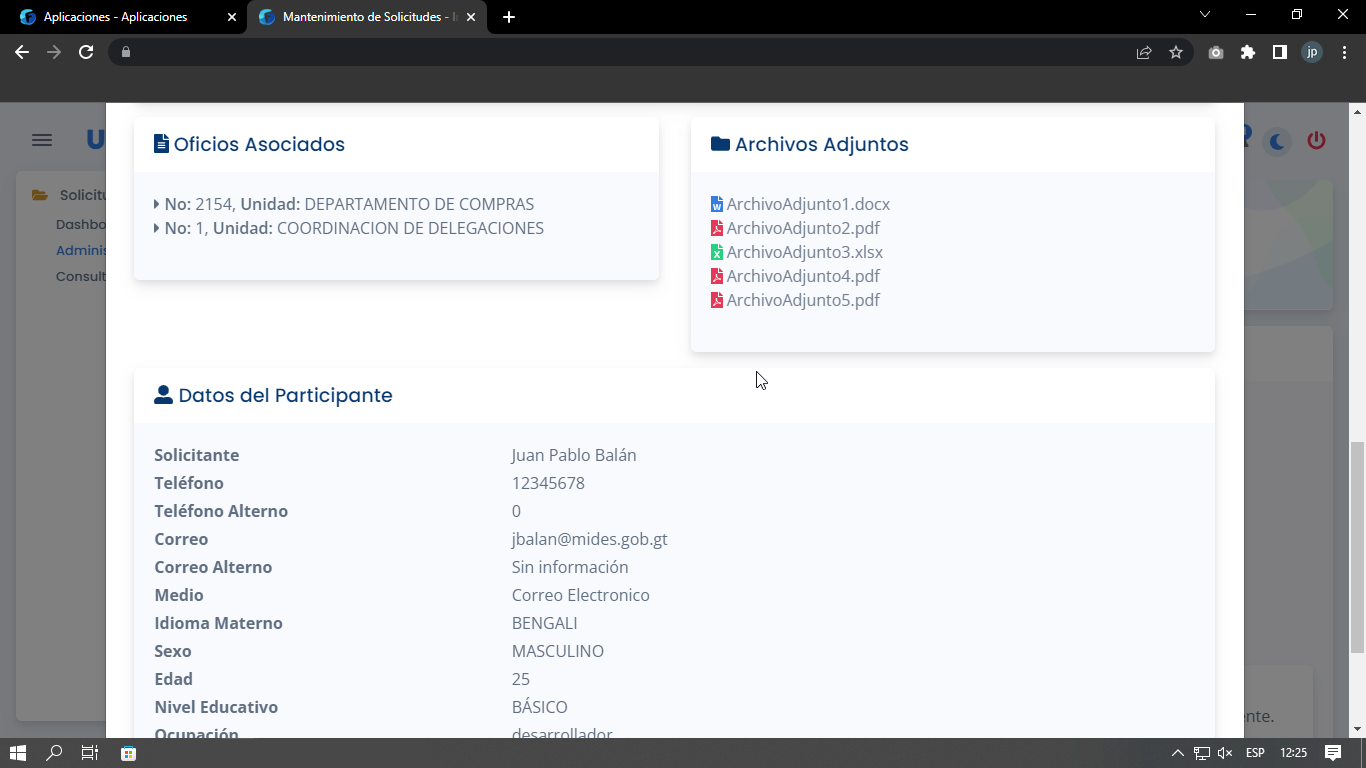 Aplicaciones - Aplicaciones
Mantenimiento de Solicitudes - I
jp
U
Solicitu
Dashbo
Adminis
Consult
Oficios Asociados
No: 2154, Unidad: DEPARTAMENTO DE COMPRAS
No: 1, Unidad: COORDINACION DE DELEGACIONES
Archivos Adjuntos
ArchivoAdjunto1.docx
ArchivoAdjunto2.pdf
ArchivoAdjunto3.xlsx
ArchivoAdjunto4.pdf
ArchivoAdjunto5.pdf
Datos del Participante
Solicitante Juan Pablo Balán
Teléfono 12345678
Teléfono Alterno 0
Correo jbalan@mides.gob.gt
Correo Alterno Sin información
Medio Correo Electronico
Idioma Materno BENGALI
Sexo MASCULINO
Edad 25
Nivel Educativo BÁSICO
Ocupación desarrollador
ente.
ESP 12:25